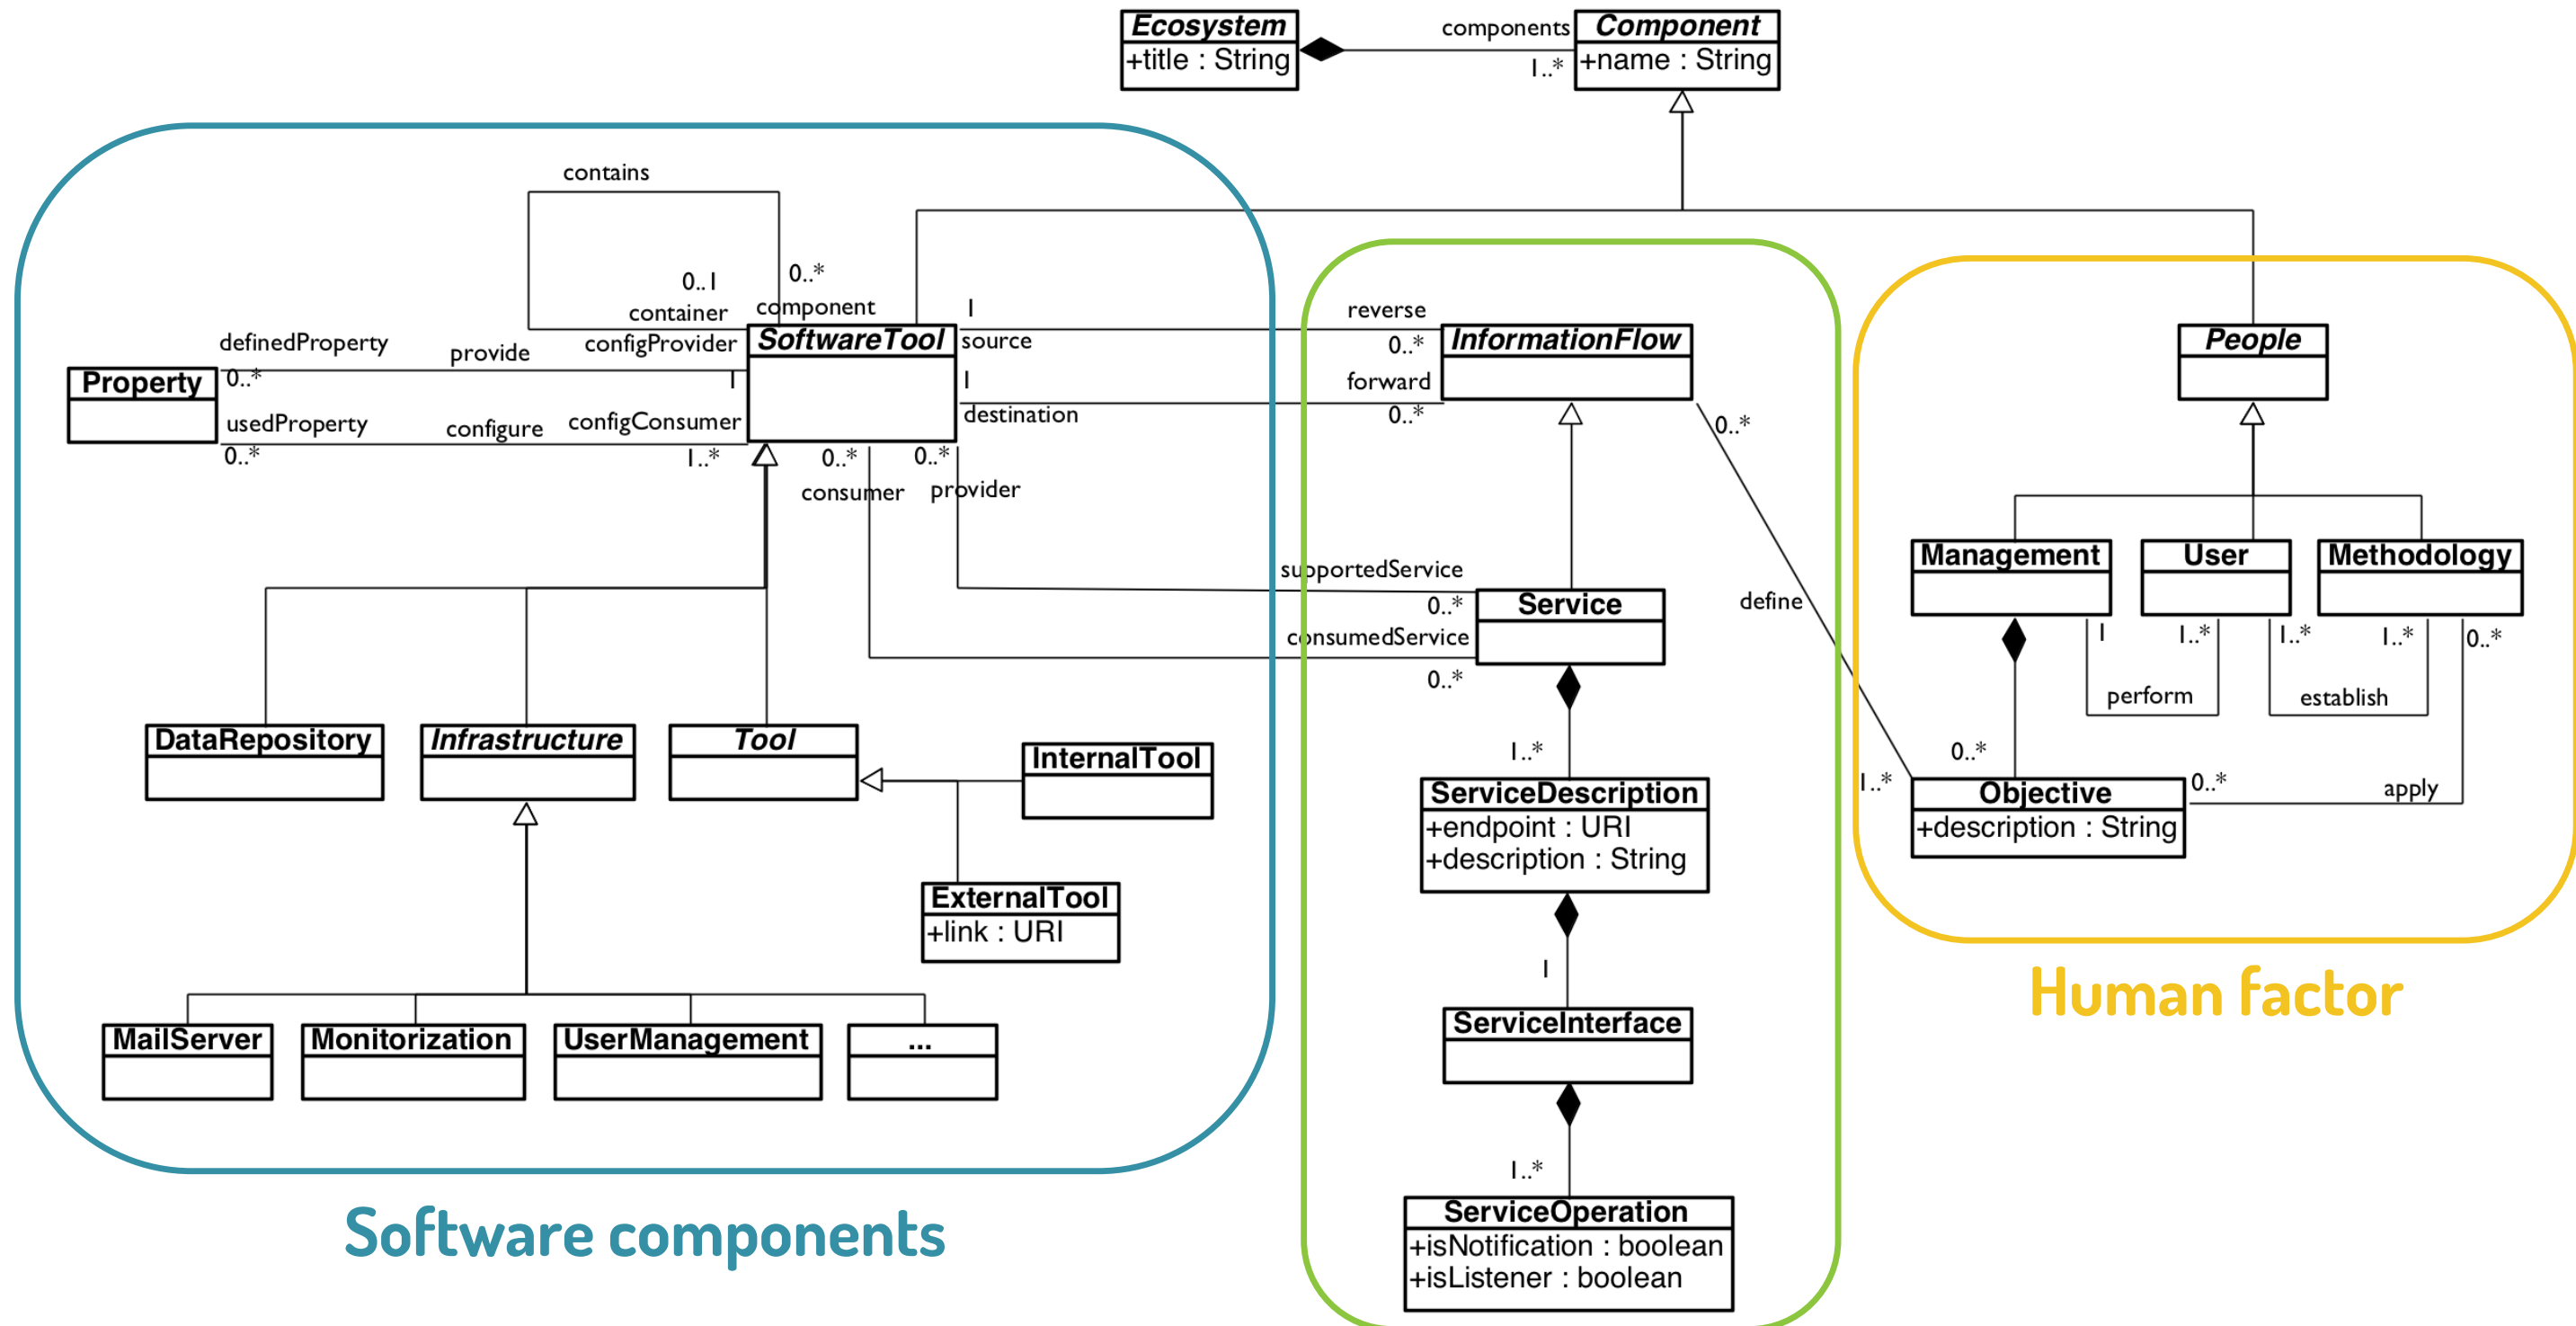 Ecosystem
+title : String
components
1..*
Component
+name : String
contains
0..1
container
0..*
component
definedProperty
0..*
provide
configProvider
1
Property
usedProperty
0..*
configure
configConsumer
1..*
SoftwareTool
1
source
reverse
0..*
1
destination
forward
0..*
InformationFlow
0..*
consumer
0..*
provider
supportedService
0..*
consumedService
0..*
Service
define
0..*
1..*
People
Management
User
Methodology
1
1..*
perform
1..*
1..*
establish
0..*
0..*
0..*
apply
Objective
+description : String
DataRepository
Infrastructure
Tool
InternalTool
ExternalTool
+link : URI
1..*
ServiceDescription
+endpoint : URI
+description : String
1
ServiceInterface
1..*
ServiceOperation
+isNotification : boolean
+isListener : boolean
MailServer
Monitorization
UserManagement
...
Software components
Human factor